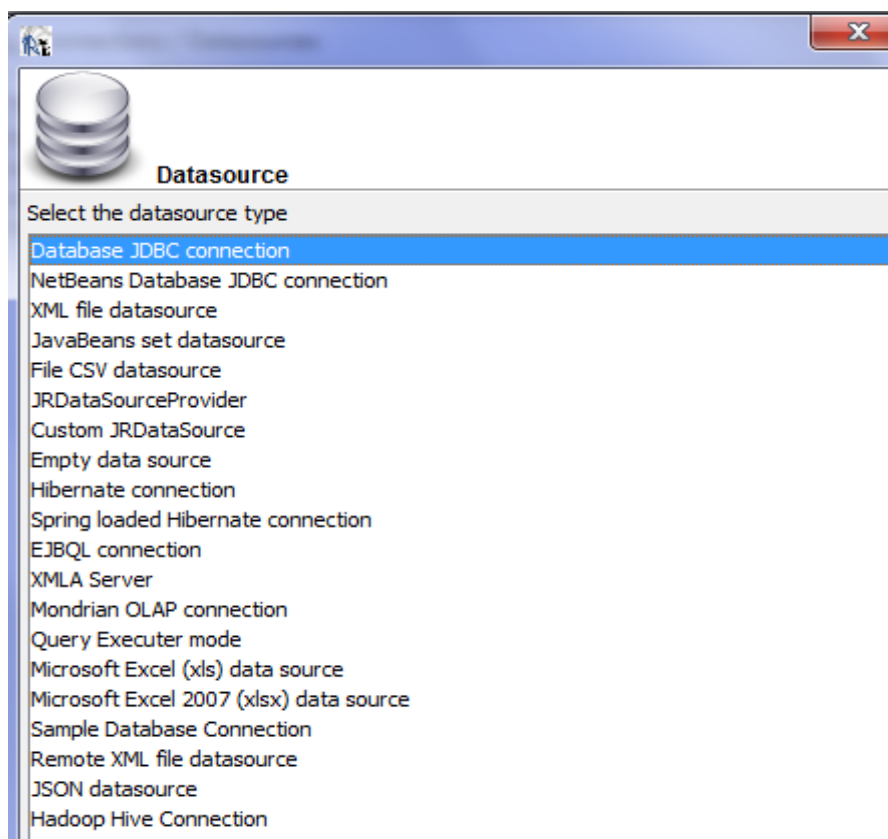 Datasource
Select the datasource type
Database JDBC connection
NetBeans Database JDBC connection
XML file datasource
JavaBeans set datasource
File CSV datasource
JRDataSourceProvider
Custom JRDataSource
Empty data source
Hibernate connection
Spring loaded Hibernate connection
EJBQL connection
XMLA Server
Mondrian OLAP connection
Query Executer mode
Microsoft Excel (xls) data source
Microsoft Excel 2007 (xlsx) data source
Sample Database Connection
Remote XML file datasource
JSON datasource
Hadoop Hive Connection